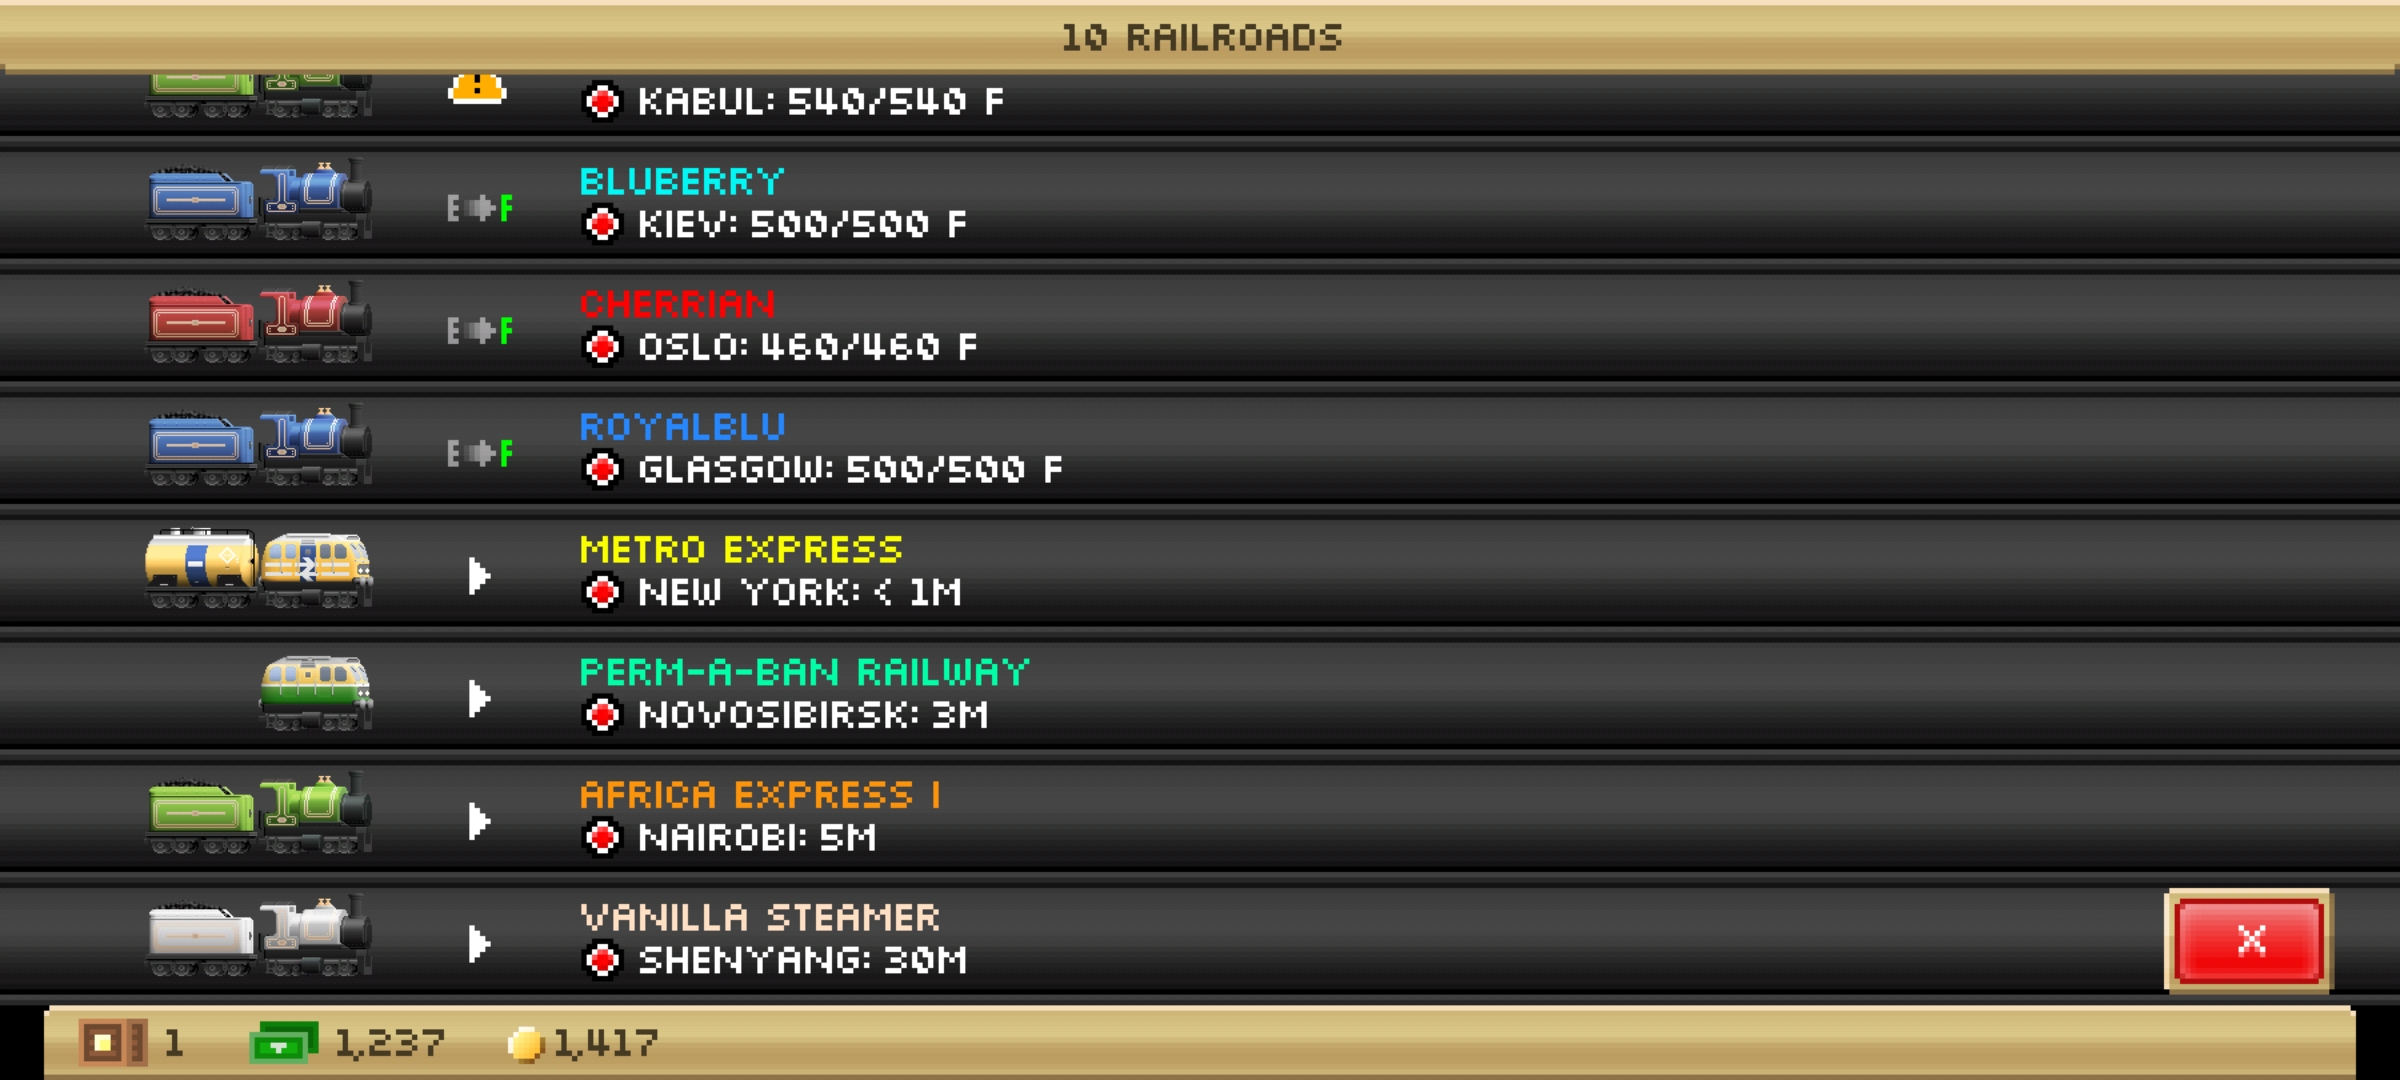 10 RAILROADS
KABUL: 540/540 F
BLUBERRY
E F
KIEV: 500/500 F
CHERRIAN
E F
OSLO: 460/460 F
ROYALBLU
E F
GLASGOW: 500/500 F
METRO EXPRESS
NEW YORK: < 1M
PERM-A-BAN RAILWAY
NOVOSIBIRSK: 3M
AFRICA EXPRESS I
NAIROBI: 5M
VANILLA STEAMER
SHENYANG: 30M
X
1 1,237 1,417